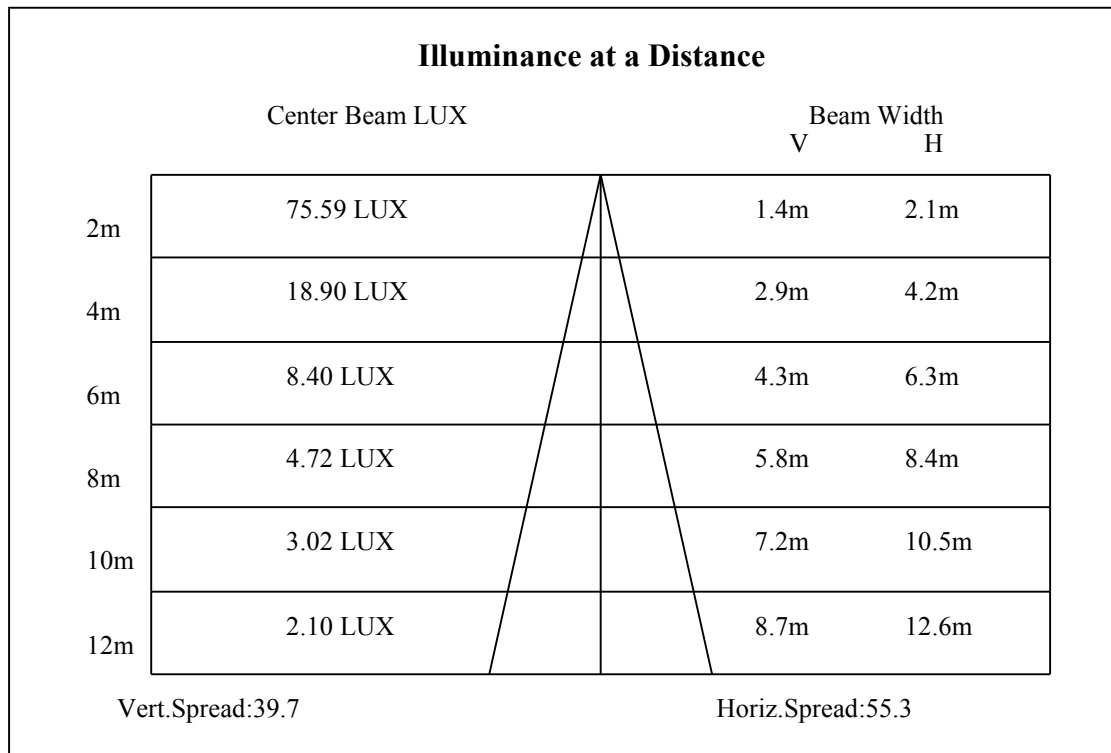 Illuminance at a Distance
Center Beam LUX Beam Width
V H
2m 75.59 LUX 1.4m 2.1m
4m 18.90 LUX 2.9m 4.2m
6m 8.40 LUX 4.3m 6.3m
8m 4.72 LUX 5.8m 8.4m
10m 3.02 LUX 7.2m 10.5m
12m 2.10 LUX 8.7m 12.6m
Vert.Spread:39.7 Horiz.Spread:55.3